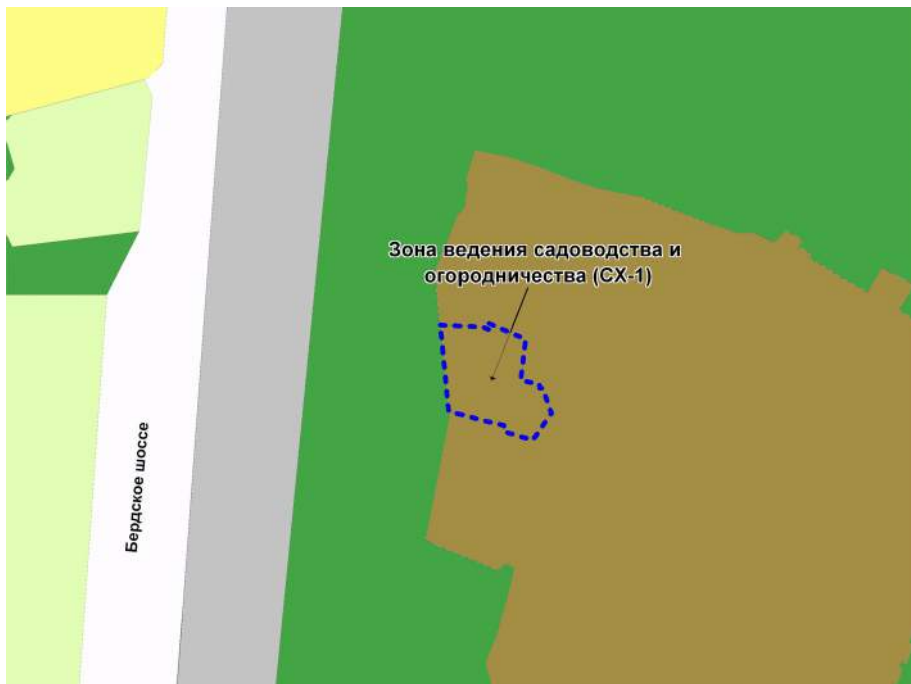 Зона ведения садоводства и
огородничества (СХ-1)
Бердское шоссе